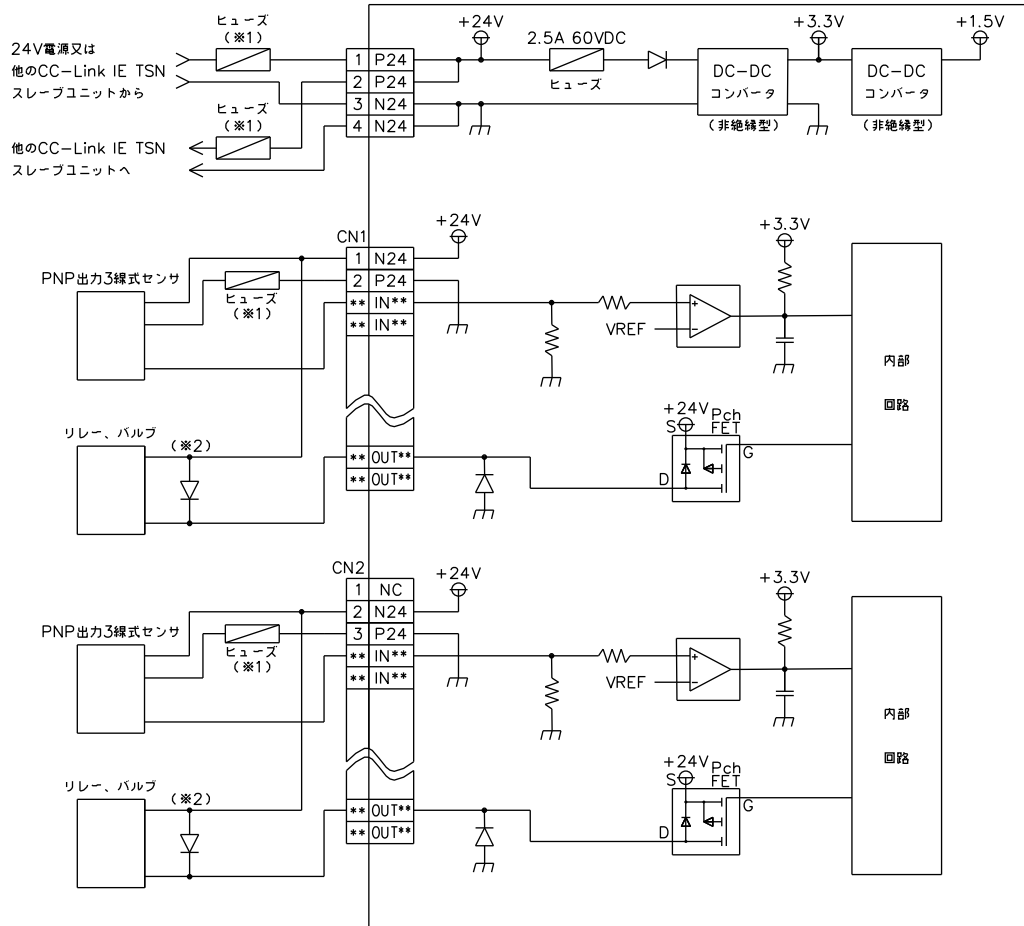 ヒューズ
(※1)
24V電源又は
他のCC-Link IE TSN
スレーブユニットから
ヒューズ
(※1)
他のCC-Link IE TSN
スレーブユニットへ
1 P24
2 P24
3 N24
4 N24
+24V
2.5A 60VDC
ヒューズ
DC-DC
コンバータ
(非絶縁型)
+3.3V
DC-DC
コンバータ
(非絶縁型)
+1.5V
CN1
1 N24
2 P24
** IN**
** IN**
** OUT**
** OUT**
PNP出力3線式センサ
ヒューズ
(※1)
リレー、バルブ
(※2)
+24V
VREF
+
-
+3.3V
+24V
S
Pch
FET
G
D
内部
回路
CN2
1 NC
2 N24
3 P24
** IN**
** IN**
** OUT**
** OUT**
PNP出力3線式センサ
ヒューズ
(※1)
リレー、バルブ
(※2)
+24V
VREF
+
-
+3.3V
+24V
S
Pch
FET
G
D
内部
回路